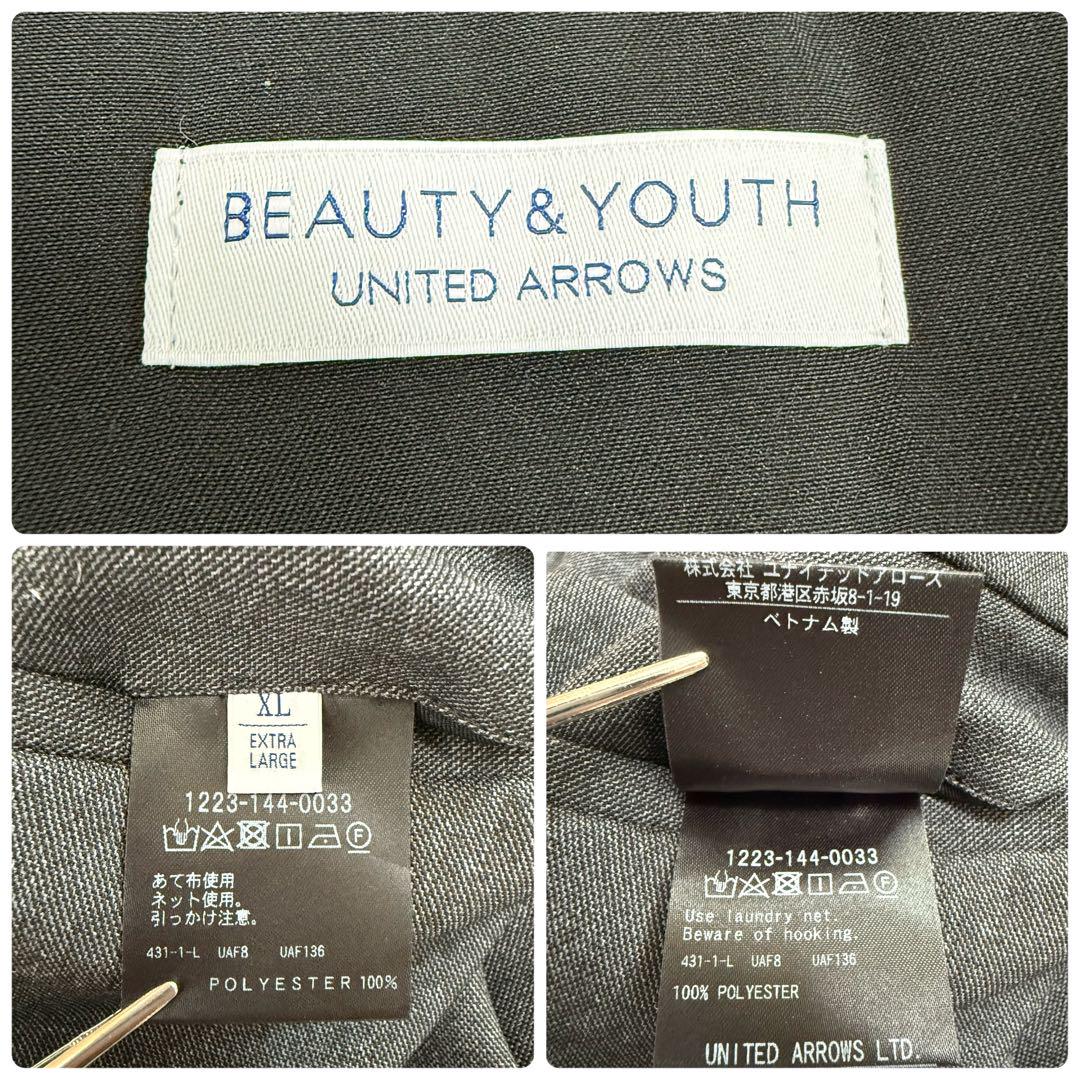 BEAUTY&YOUTH
UNITED ARROWS
XL
EXTRA
LARGE
1223-144-0033
F
あて布使用
ネット使用。
引っかけ注意。
431-1-L UAF8 UAF136
POLYESTER 100%
株式会社 ユナイテッドアローズ
東京都港区赤坂8-1-19
ベトナム製
1223-144-0033
F
Use laundry net.
Beware of hooking.
431-1-L UAF8 UAF136
100% POLYESTER
UNITED ARROWS LTD.